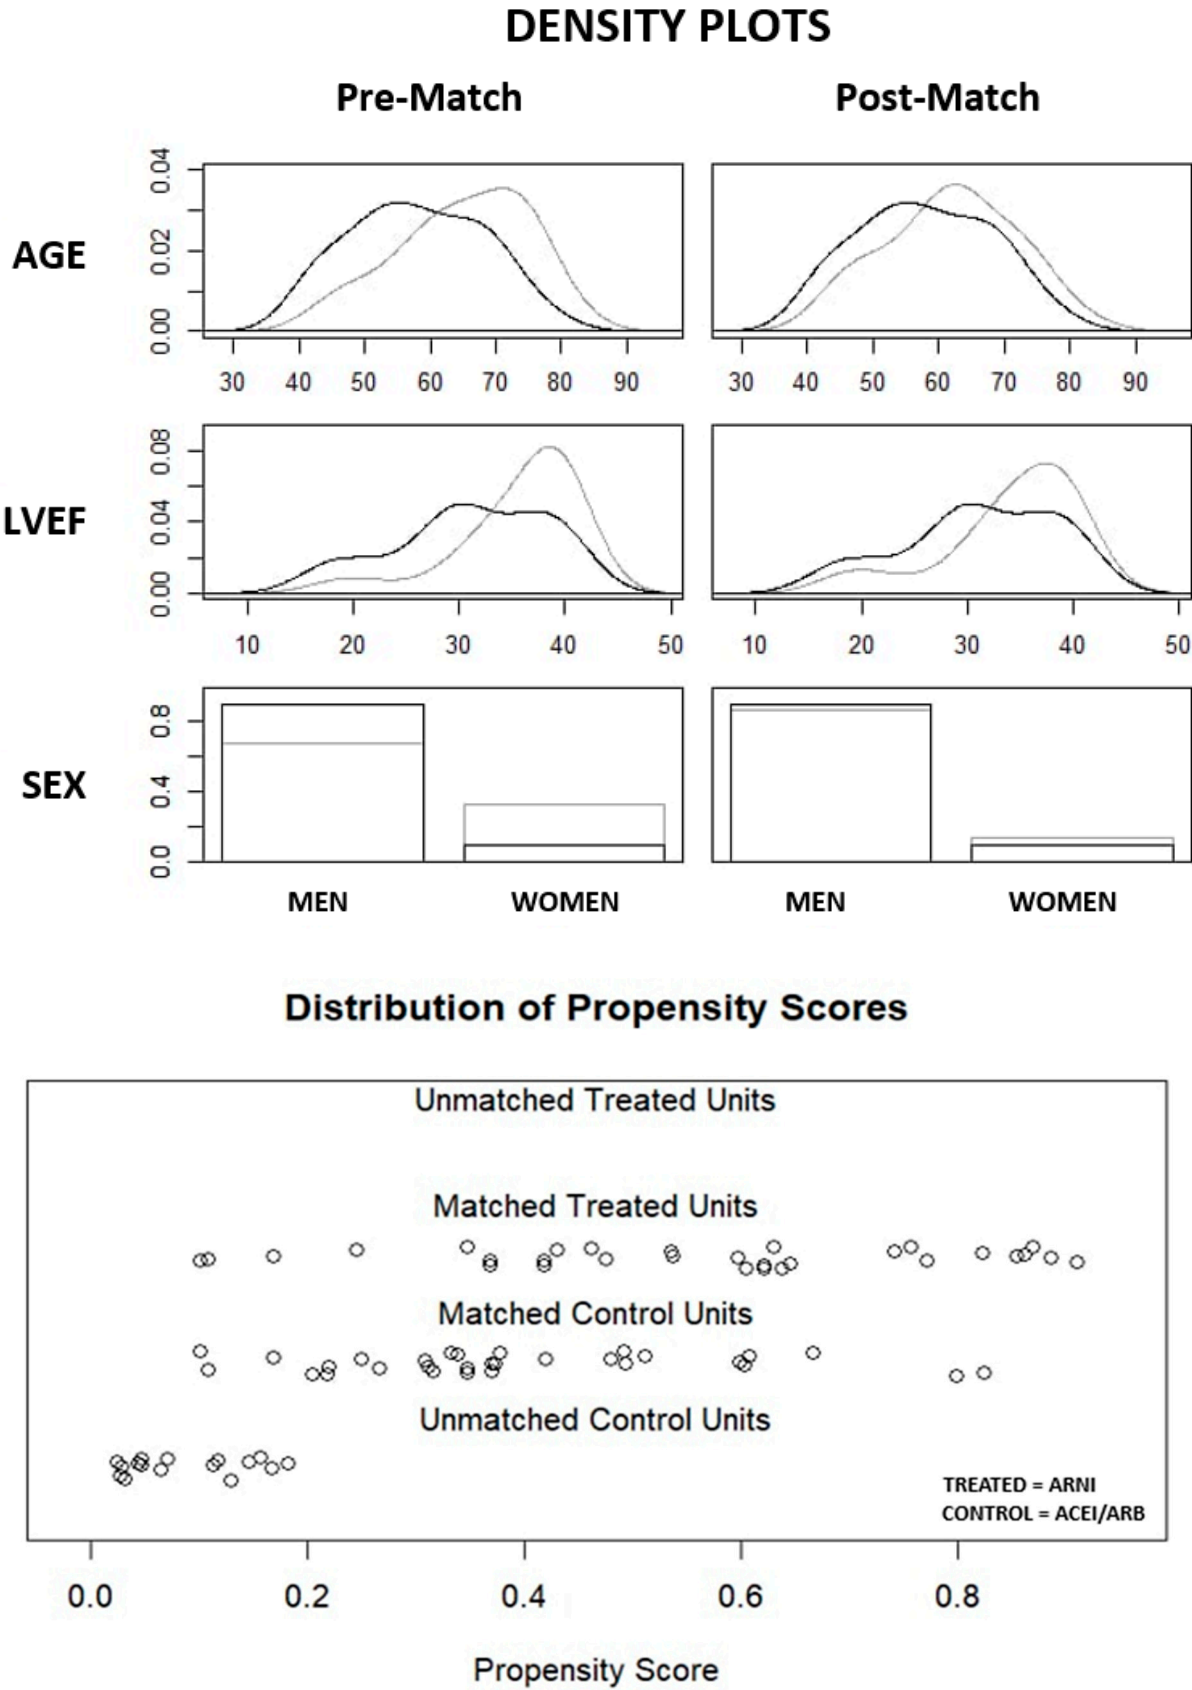 DENSITY PLOTS
Pre-Match Post-Match
AGE
0.00 0.02 0.04
30 40 50 60 70 80 90
30 40 50 60 70 80 90
LVEF
0.00 0.04 0.08
10 20 30 40 50
10 20 30 40 50
SEX
0.0 0.4 0.8
MEN WOMEN
MEN WOMEN
Distribution of Propensity Scores
Unmatched Treated Units
Matched Treated Units
Matched Control Units
Unmatched Control Units
TREATED = ARNI
CONTROL = ACEI/ARB
0.0 0.2 0.4 0.6 0.8
Propensity Score